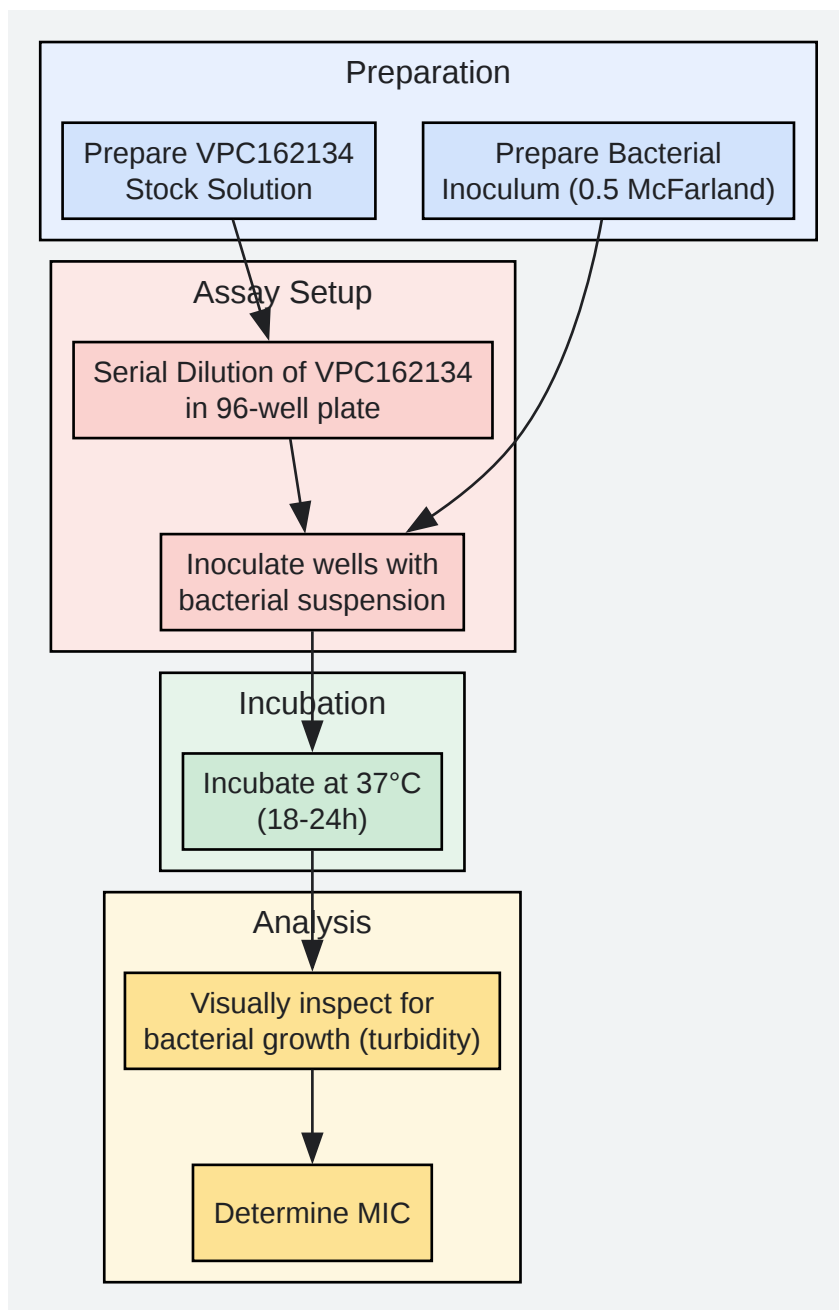 Preparation
Prepare VPC162134
Stock Solution
Prepare Bacterial
Inoculum (0.5 McFarland)
Assay Setup
Serial Dilution of VPC162134
in 96-well plate
Inoculate wells with
bacterial suspension
Incubation
Incubate at 37°C
(18-24h)
Analysis
Visually inspect for
bacterial growth (turbidity)
Determine MIC